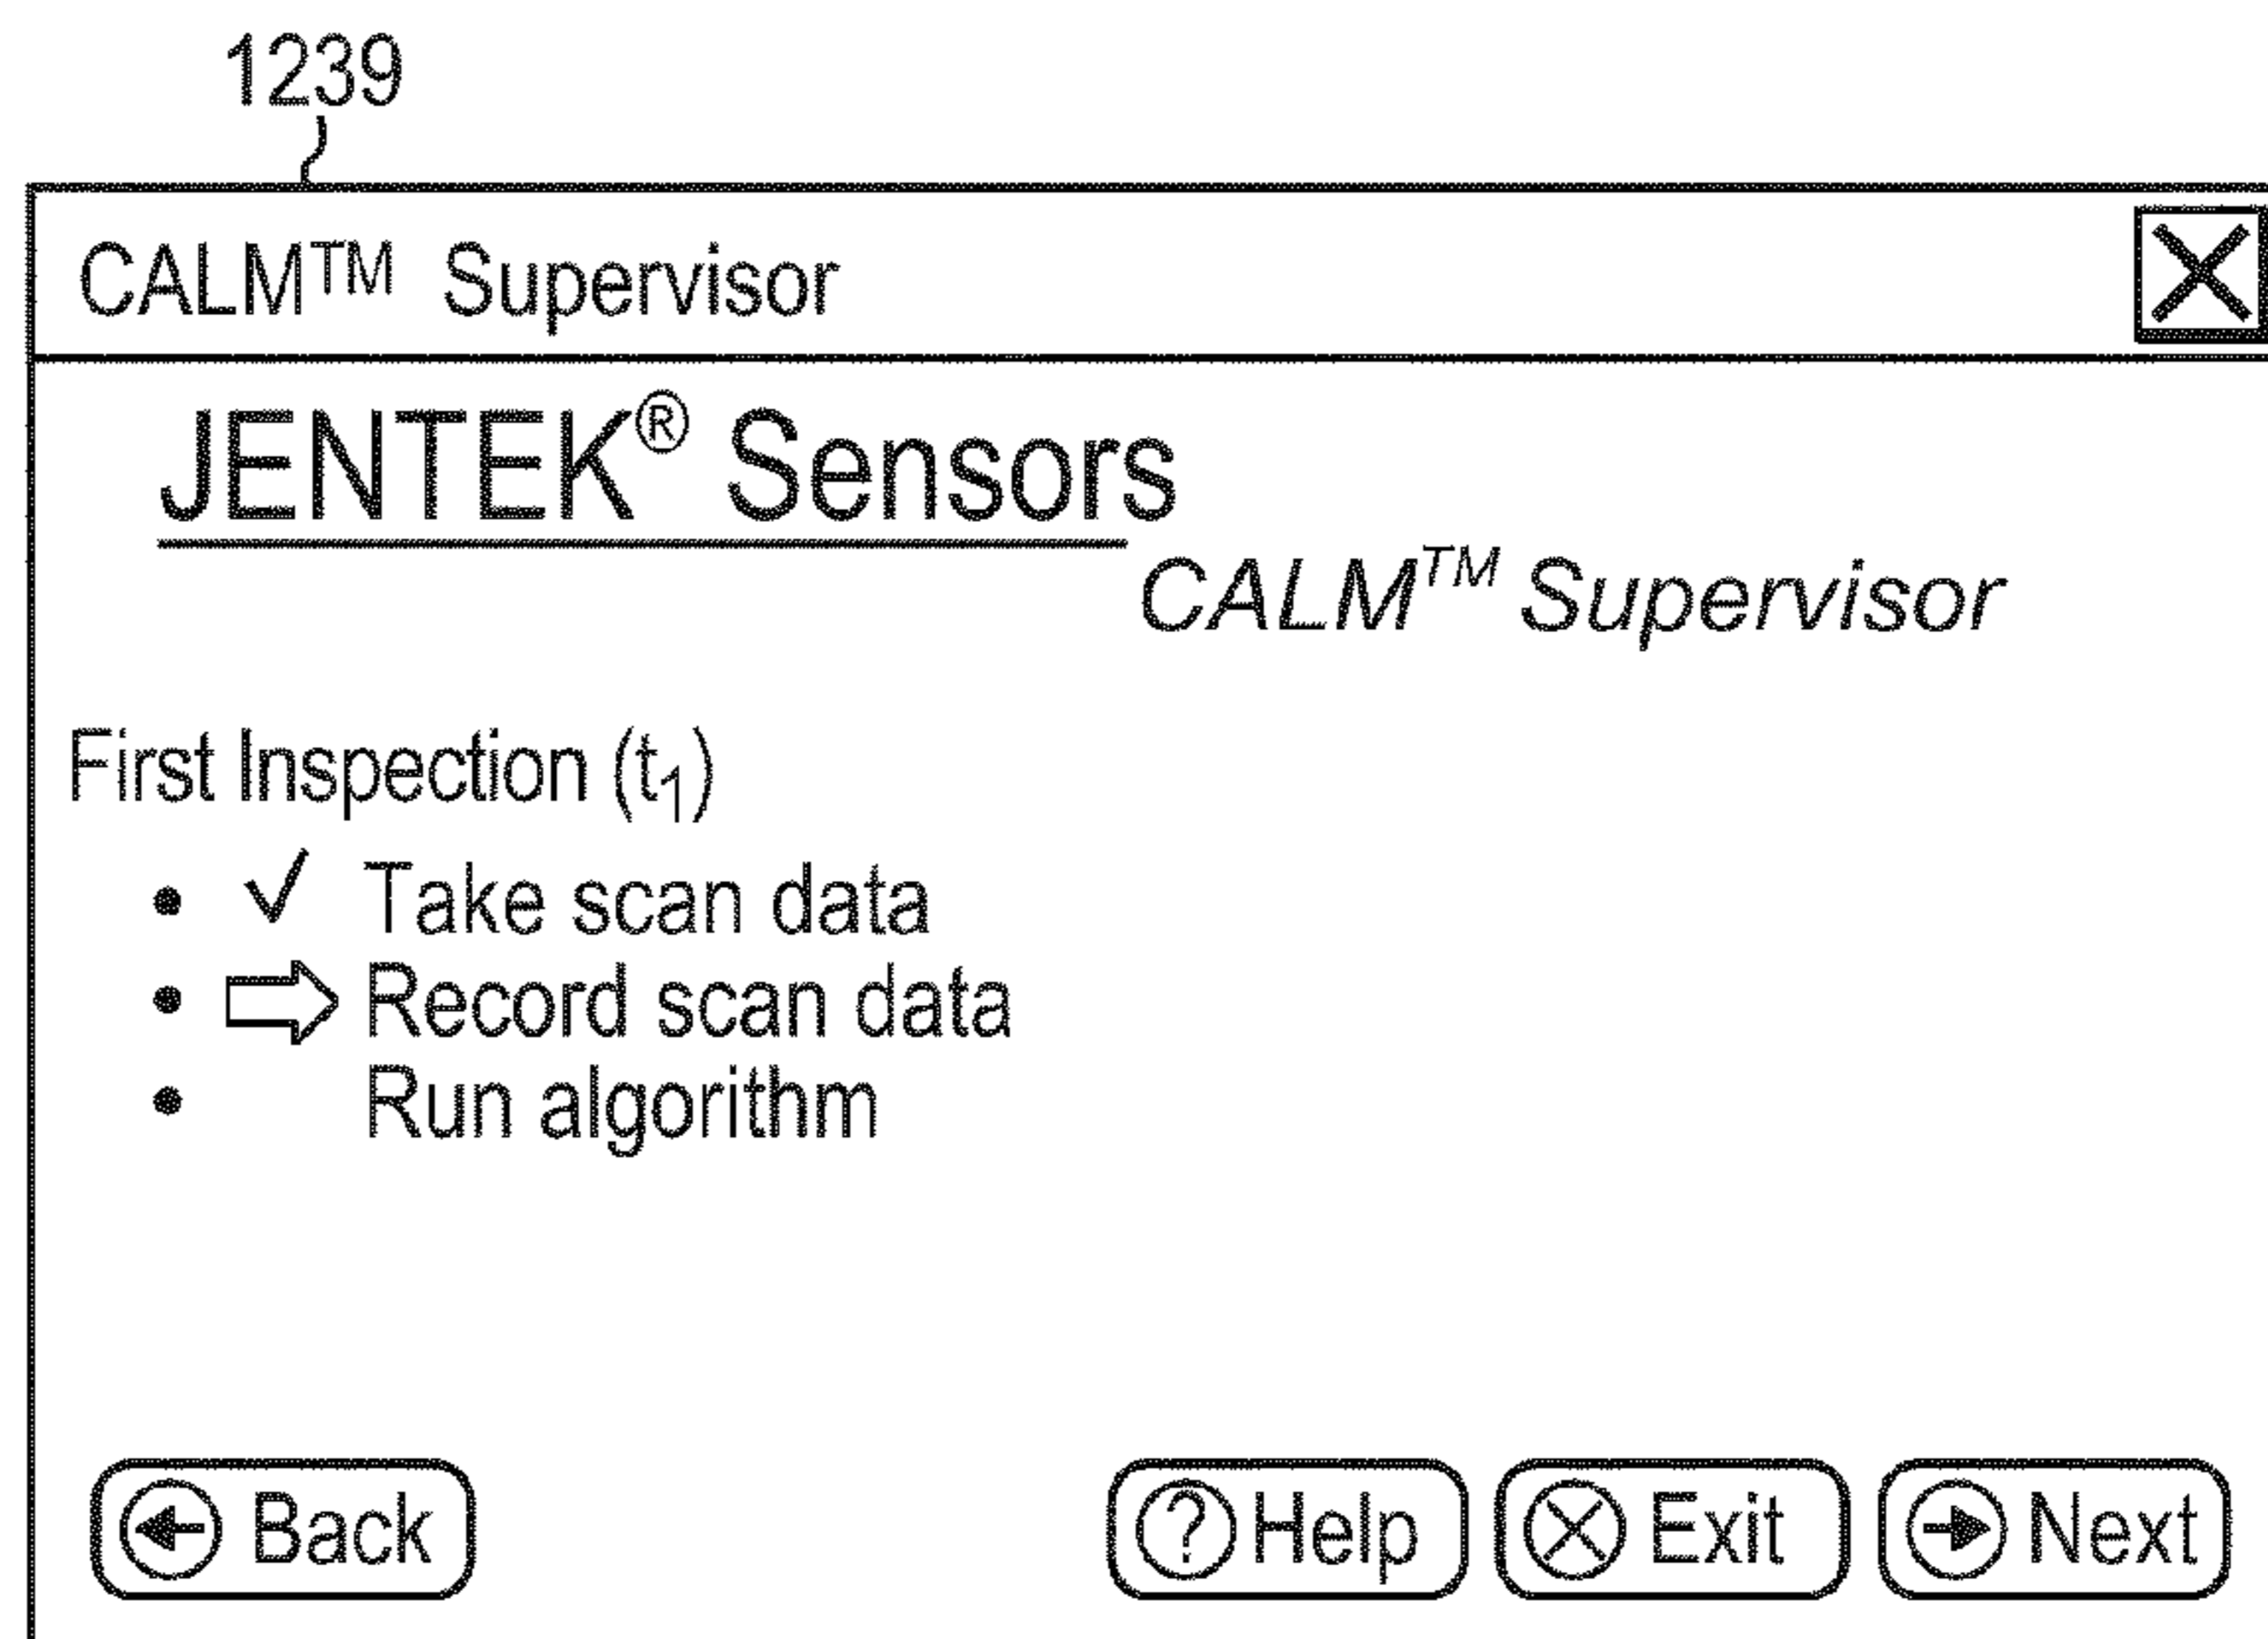 1239
CALM™ Supervisor
JENTEK® Sensors
CALM™ Supervisor
First Inspection (t₁)
• ✓ Take scan data
• ⇨ Record scan data
• Run algorithm
Back
? Help
Exit
Next